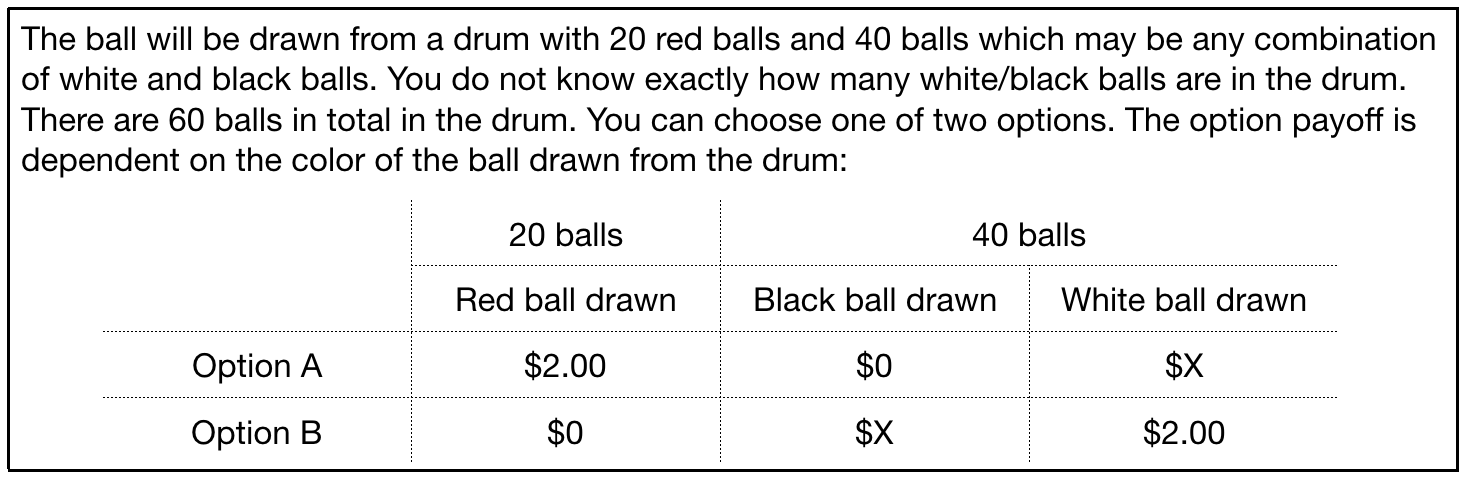 The ball will be drawn from a drum with 20 red balls and 40 balls which may be any combination
of white and black balls. You do not know exactly how many white/black balls are in the drum.
There are 60 balls in total in the drum. You can choose one of two options. The option payoff is
dependent on the color of the ball drawn from the drum:
20 balls 40 balls
Red ball drawn Black ball drawn White ball drawn
Option A $2.00 $0 $X
Option B $0 $X $2.00